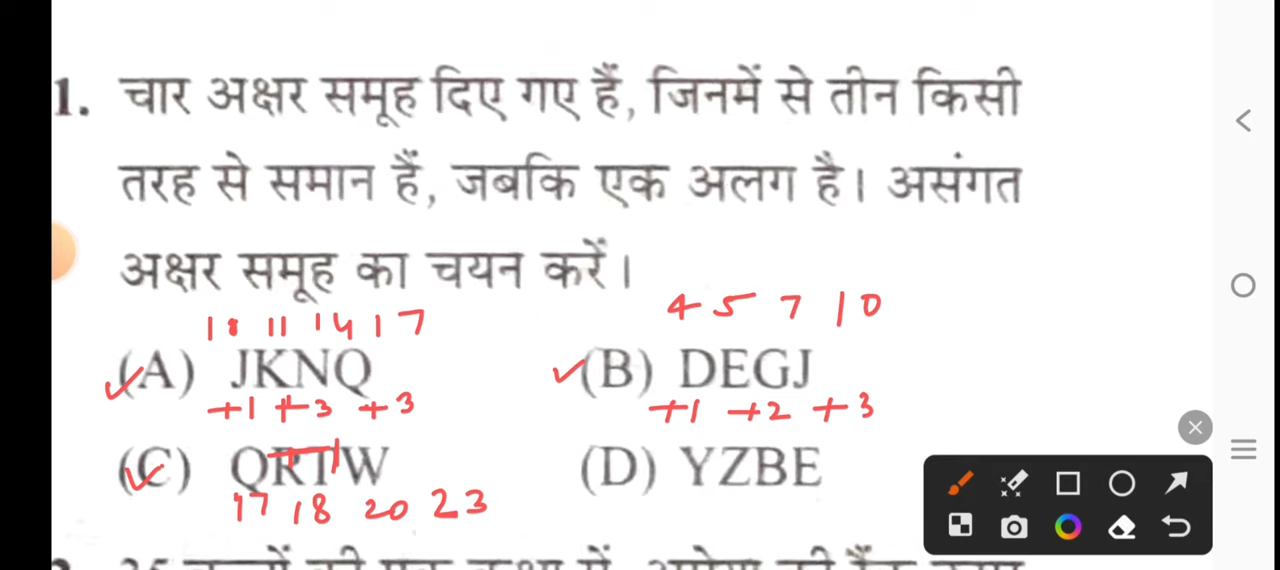 1. चार अक्षर समूह दिए गए हैं, जिनमें से तीन किसी
तरह से समान हैं, जबकि एक अलग है। असंगत
अक्षर समूह का चयन करें।
10 11 14 17
4 5 7 10
(A) JKNQ
(B) DEGJ
+1 +3 +3
+1 +2 +3
(C) QRTW
(D) YZBE
17 18 20 23